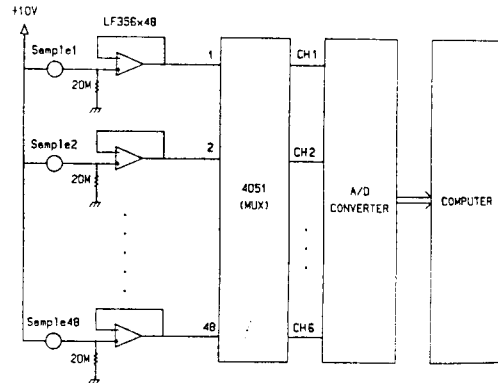 +10V
LF356x48
Sample1
20M
1
CH1
Sample2
20M
2
CH2
4051
(MUX)
A/D
CONVERTER
COMPUTER
Sample48
20M
48
CH6